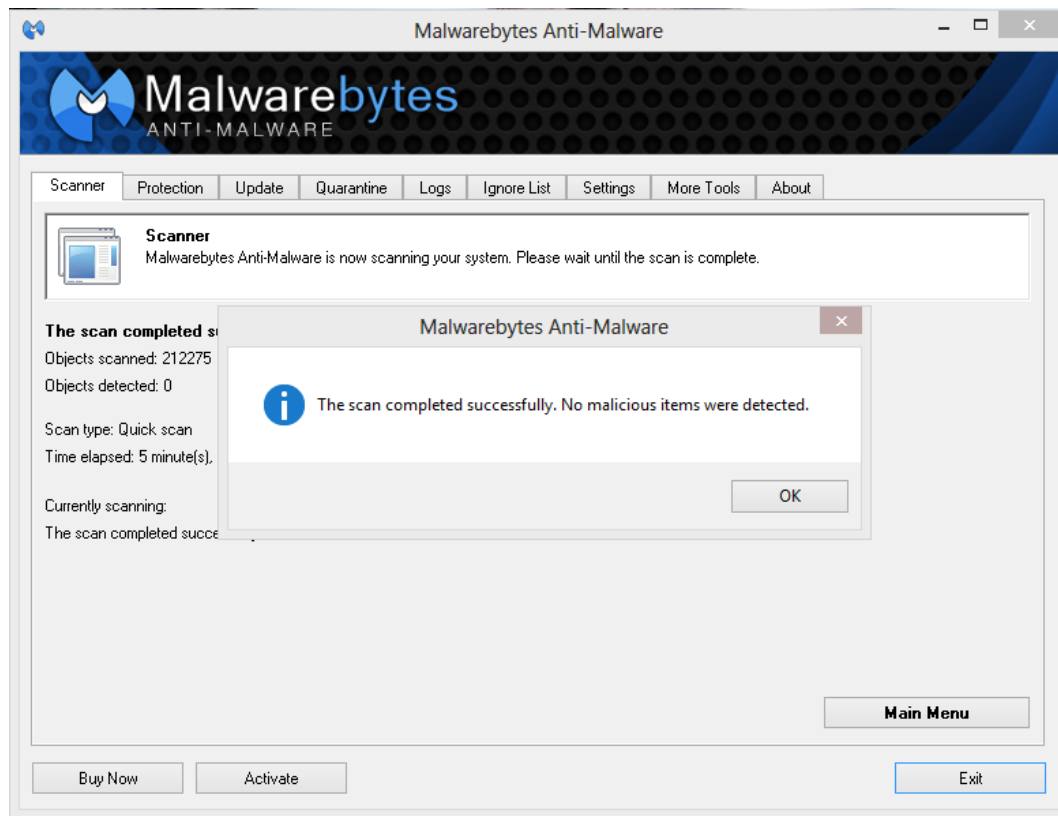 Malwarebytes Anti-Malware
Malwarebytes
ANTI-MALWARE
Scanner Protection Update Quarantine Logs Ignore List Settings More Tools About
Scanner
Malwarebytes Anti-Malware is now scanning your system. Please wait until the scan is complete.
The scan completed
Objects scanned: 212275
Objects detected: 0
Scan type: Quick scan
Time elapsed: 5 minute(s),
Currently scanning:
The scan completed
Malwarebytes Anti-Malware
The scan completed successfully. No malicious items were detected.
OK
Main Menu
Buy Now Activate Exit